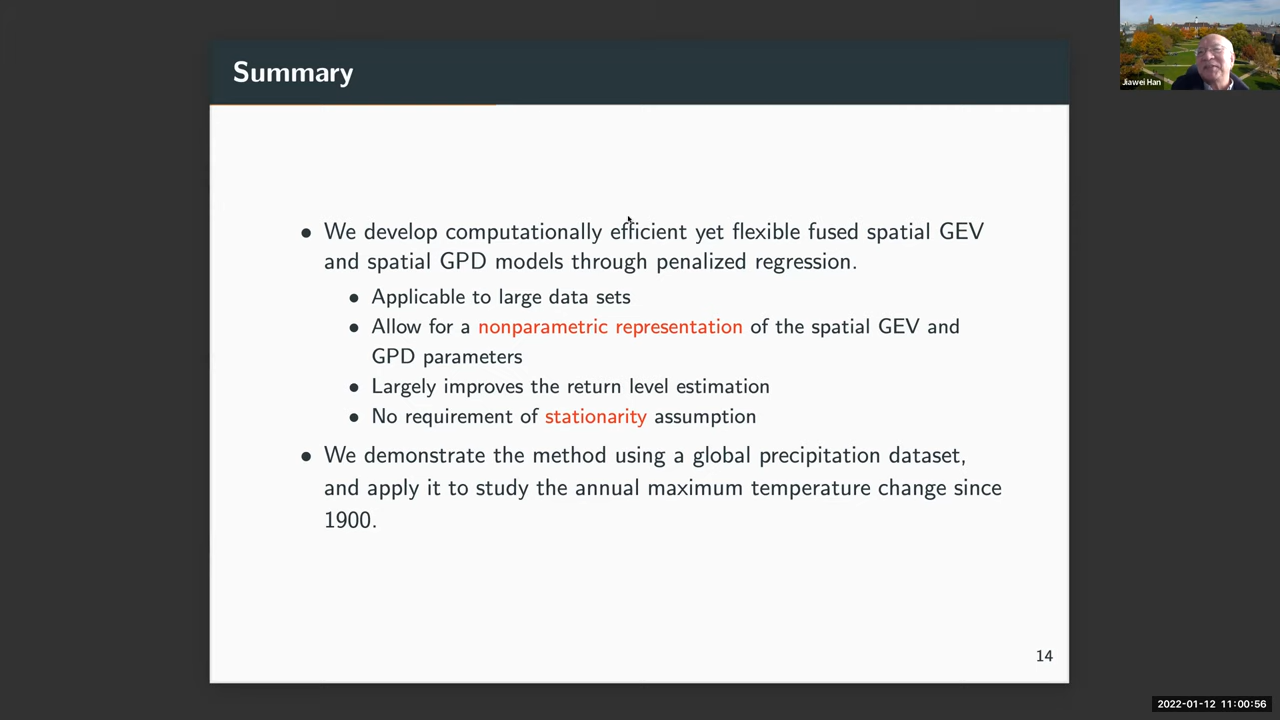 Summary
Jiawei Han
• We develop computationally efficient yet flexible fused spatial GEV
and spatial GPD models through penalized regression.
• Applicable to large data sets
• Allow for a nonparametric representation of the spatial GEV and
GPD parameters
• Largely improves the return level estimation
• No requirement of stationarity assumption
• We demonstrate the method using a global precipitation dataset,
and apply it to study the annual maximum temperature change since
1900.
14
2022-01-12 11:00:56